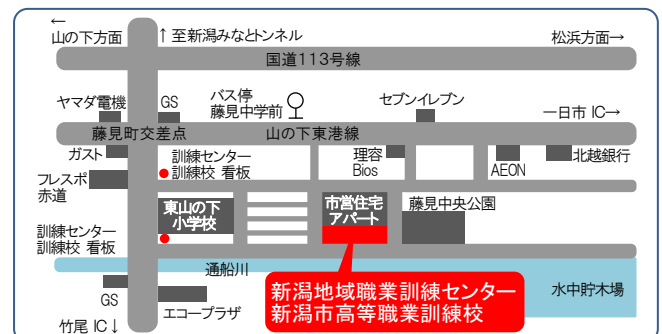 ←
山の下方面
↑至新潟みなとトンネル
松浜方面→
国道113号線
ヤマダ電機
GS
バス停
藤見中学前
セブンイレブン
一日市 IC→
藤見町交差点
山の下東港線
ガスト
訓練センター
訓練校 看板
理容
Bios
AEON
北越銀行
フレスポ
赤道
東山の下
小学校
市営住宅
アパート
藤見中央公園
訓練センター
訓練校 看板
通船川
GS
エコープラザ
新潟地域職業訓練センター
新潟市高等職業訓練校
水中貯木場
竹尾 IC↓